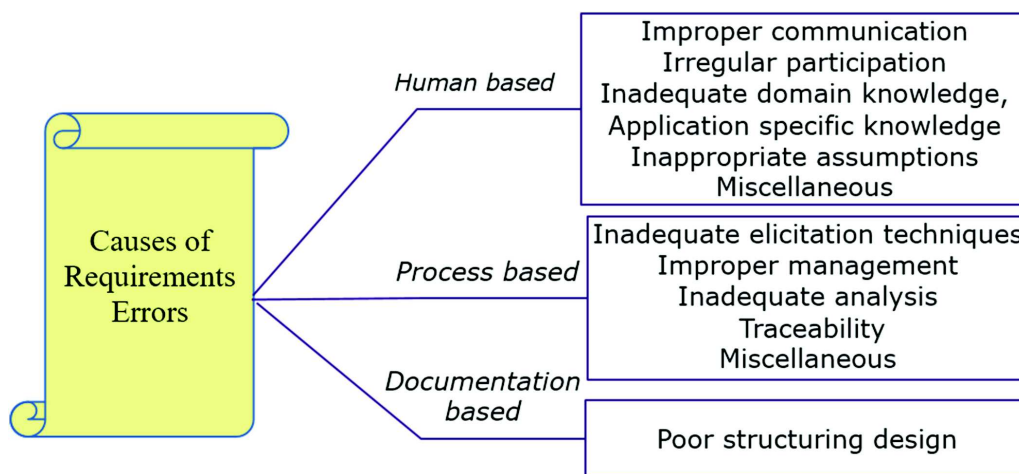 Causes of
Requirements
Errors
Human based
Improper communication
Irregular participation
Inadequate domain knowledge,
Application specific knowledge
Inappropriate assumptions
Miscellaneous
Process based
Inadequate elicitation techniques
Improper management
Inadequate analysis
Traceability
Miscellaneous
Documentation
based
Poor structuring design